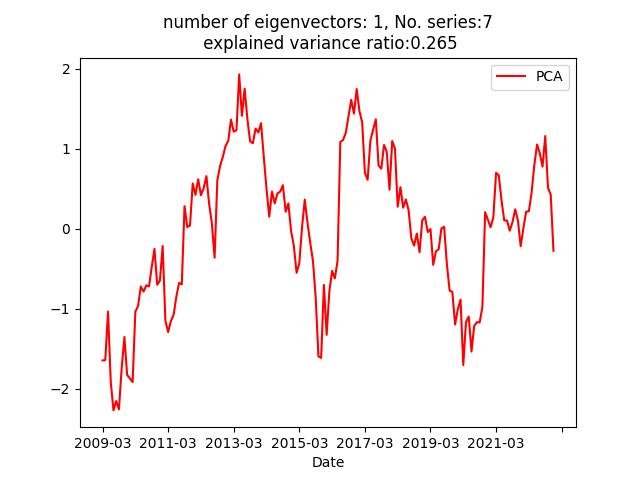 number of eigenvectors: 1, No. series:7
explained variance ratio:0.265
PCA
2
1
0
−1
−2
2009-03 2011-03 2013-03 2015-03 2017-03 2019-03 2021-03
Date